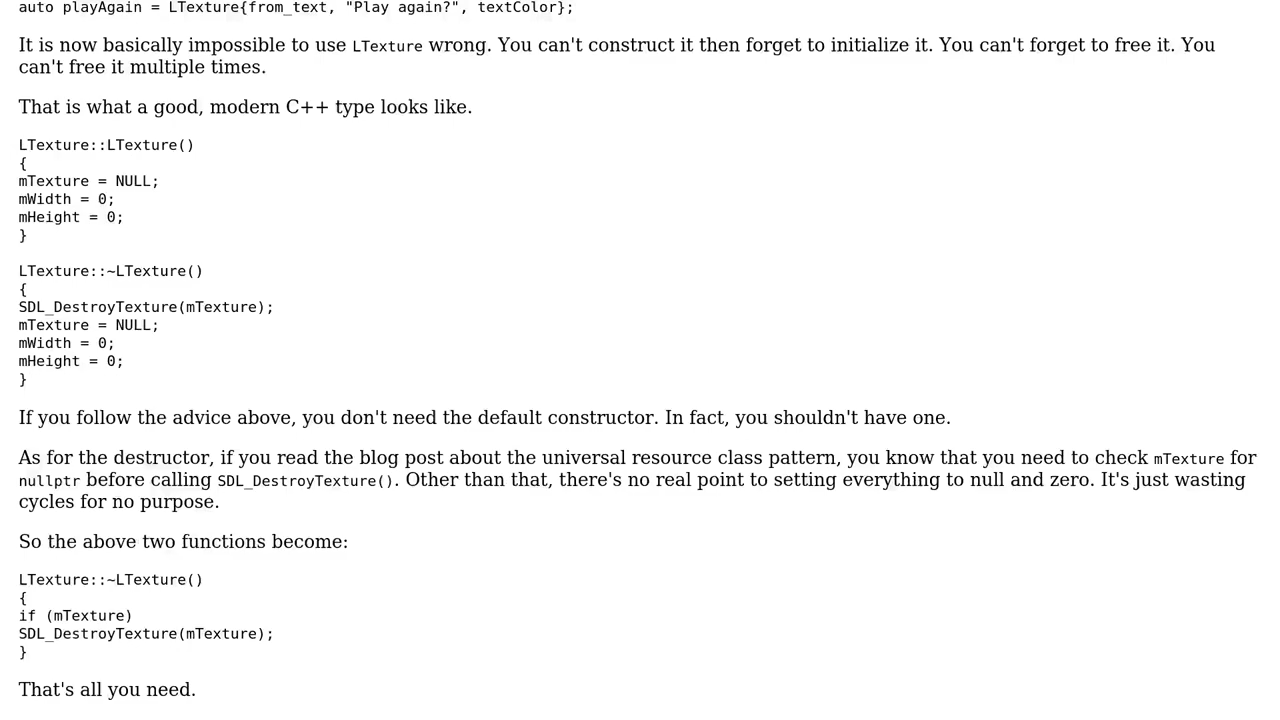 auto playAgain = LTexture{from_text, "Play again?", textColor};
It is now basically impossible to use LTexture wrong. You can't construct it then forget to initialize it. You can't forget to free it. You
can't free it multiple times.
That is what a good, modern C++ type looks like.
LTexture::LTexture()
{
mTexture = NULL;
mWidth = 0;
mHeight = 0;
}
LTexture::~LTexture()
{
SDL_DestroyTexture(mTexture);
mTexture = NULL;
mWidth = 0;
mHeight = 0;
}
If you follow the advice above, you don't need the default constructor. In fact, you shouldn't have one.
As for the destructor, if you read the blog post about the universal resource class pattern, you know that you need to check mTexture for
nullptr before calling SDL_DestroyTexture(). Other than that, there's no real point to setting everything to null and zero. It's just wasting
cycles for no purpose.
So the above two functions become:
LTexture::~LTexture()
{
if (mTexture)
SDL_DestroyTexture(mTexture);
}
That's all you need.